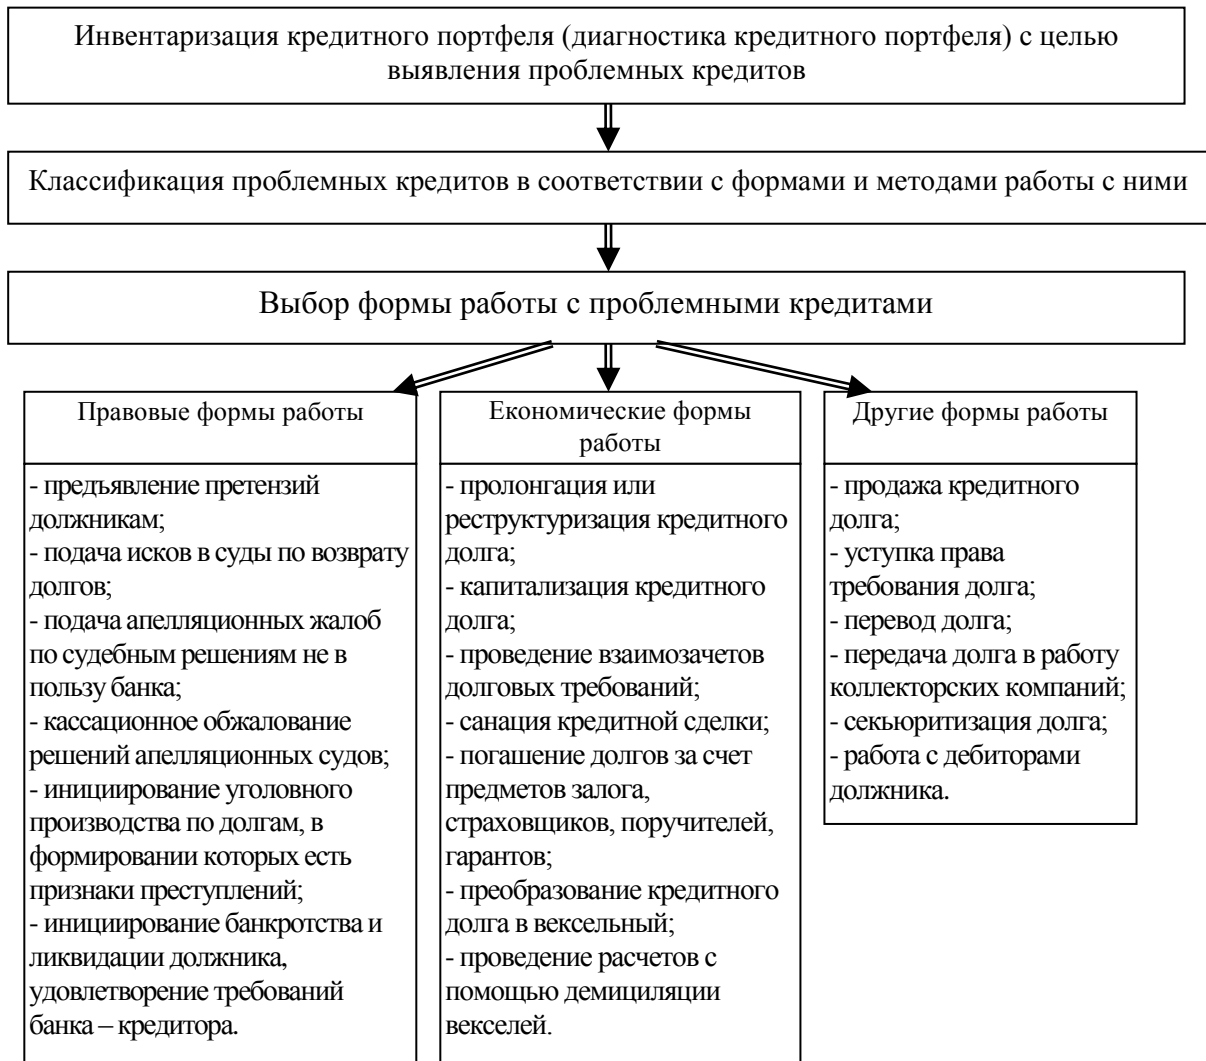 Инвентаризация кредитного портфеля (диагностика кредитного портфеля) с целью
выявления проблемных кредитов
Классификация проблемных кредитов в соответствии с формами и методами работы с ними
Выбор формы работы с проблемными кредитами
Правовые формы работы
- предъявление претензий
должникам;
- подача исков в суды по возврату
долгов;
- подача апелляционных жалоб
по судебным решениям не в
пользу банка;
- кассационное обжалование
решений апелляционных судов;
- инициирование уголовного
производства по долгам, в
формировании которых есть
признаки преступлений;
- инициирование банкротства и
ликвидации должника,
удовлетворение требований
банка – кредитора.
Економические формы
работы
- пролонгация или
реструктуризация кредитного
долга;
- капитализация кредитного
долга;
- проведение взаимозачетов
долговых требований;
- санация кредитной сделки;
- погашение долгов за счет
предметов залога,
страховщиков, поручителей,
гарантов;
- преобразование кредитного
долга в вексельный;
- проведение расчетов с
помощью демициляции
векселей.
Другие формы работы
- продажа кредитного
долга;
- уступка права
требования долга;
- перевод долга;
- передача долга в работу
коллекторских компаний;
- секьюритизация долга;
- работа с дебиторами
должника.